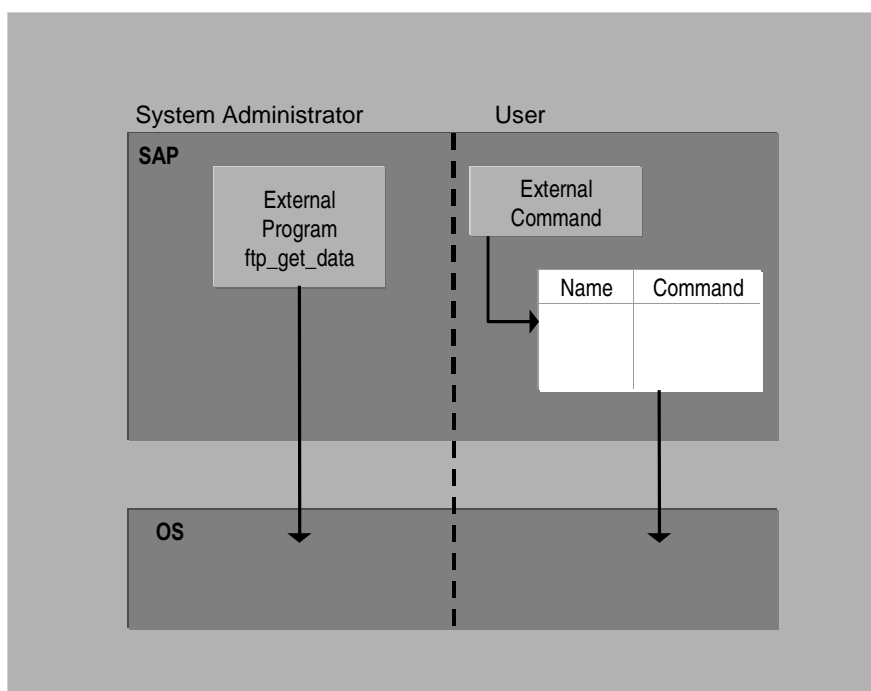 System Administrator
User
SAP
External
Program
ftp_get_data
External
Command
Name
Command
OS